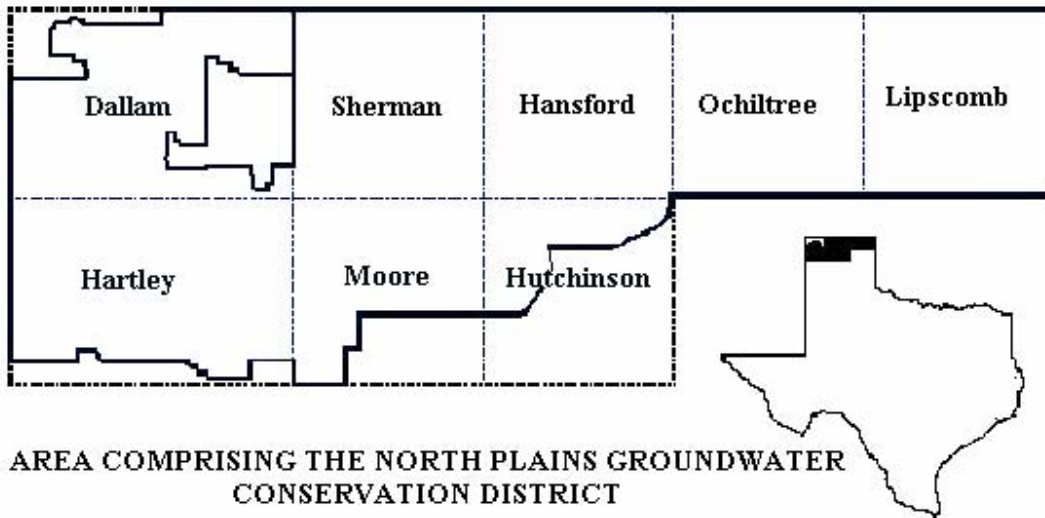 Dallam
Sherman
Hansford
Ochiltree
Lipscomb
Hartley
Moore
Hutchinson
AREA COMPRISING THE NORTH PLAINS GROUNDWATER
CONSERVATION DISTRICT